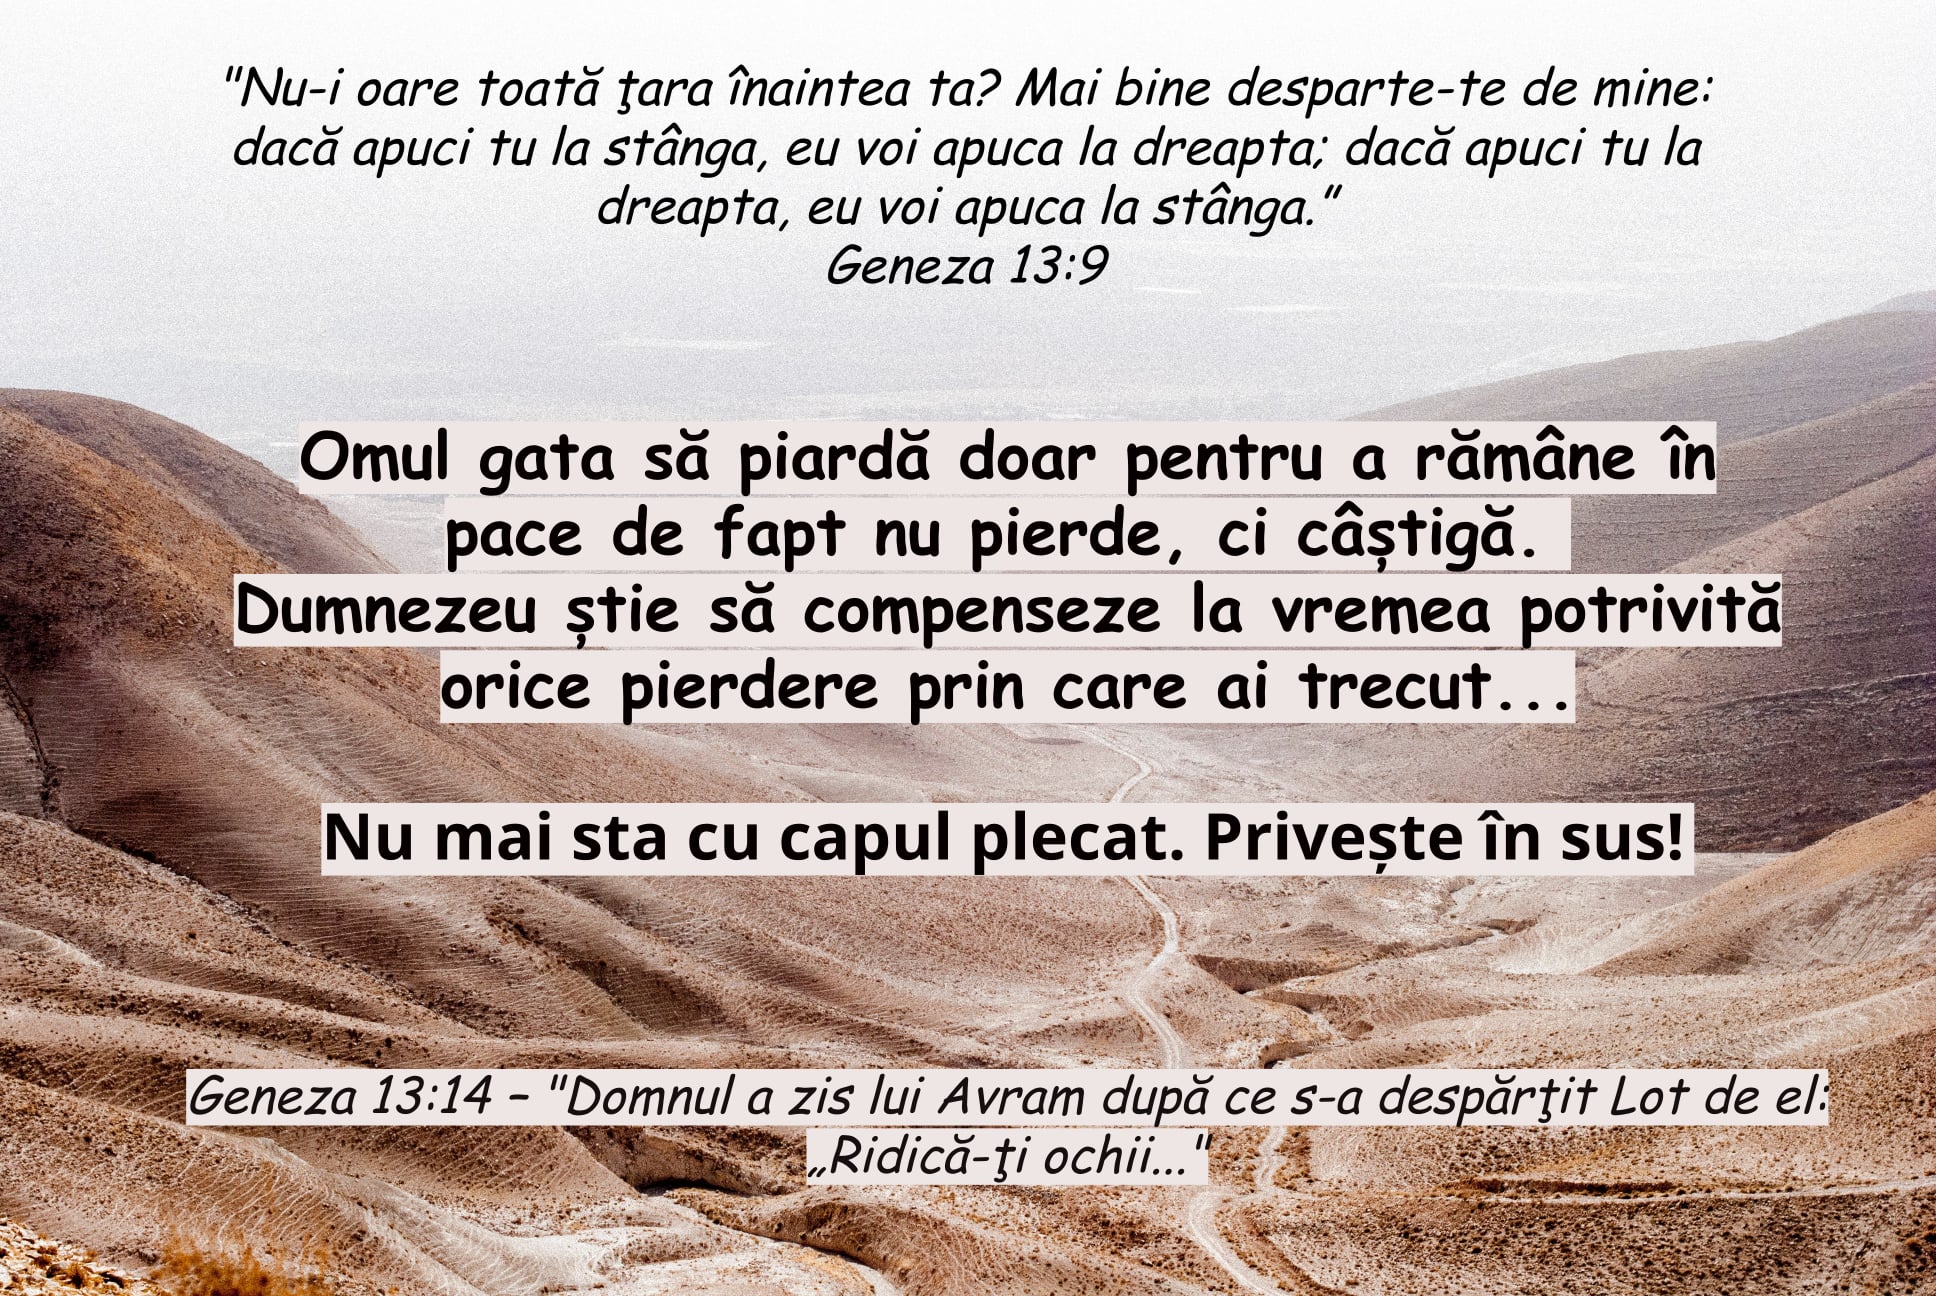 "Nu-i oare toată ţara înaintea ta? Mai bine desparte-te de mine:
dacă apuci tu la stânga, eu voi apuca la dreapta; dacă apuci tu la
dreapta, eu voi apuca la stânga.”
Geneza 13:9
Omul gata să piardă doar pentru a rămâne în
pace de fapt nu pierde, ci câștigă.
Dumnezeu știe să compenseze la vremea potrivită
orice pierdere prin care ai trecut...
Nu mai sta cu capul plecat. Privește în sus!
Geneza 13:14 – "Domnul a zis lui Avram după ce s-a despărţit Lot de el:
„Ridică-ţi ochii..."